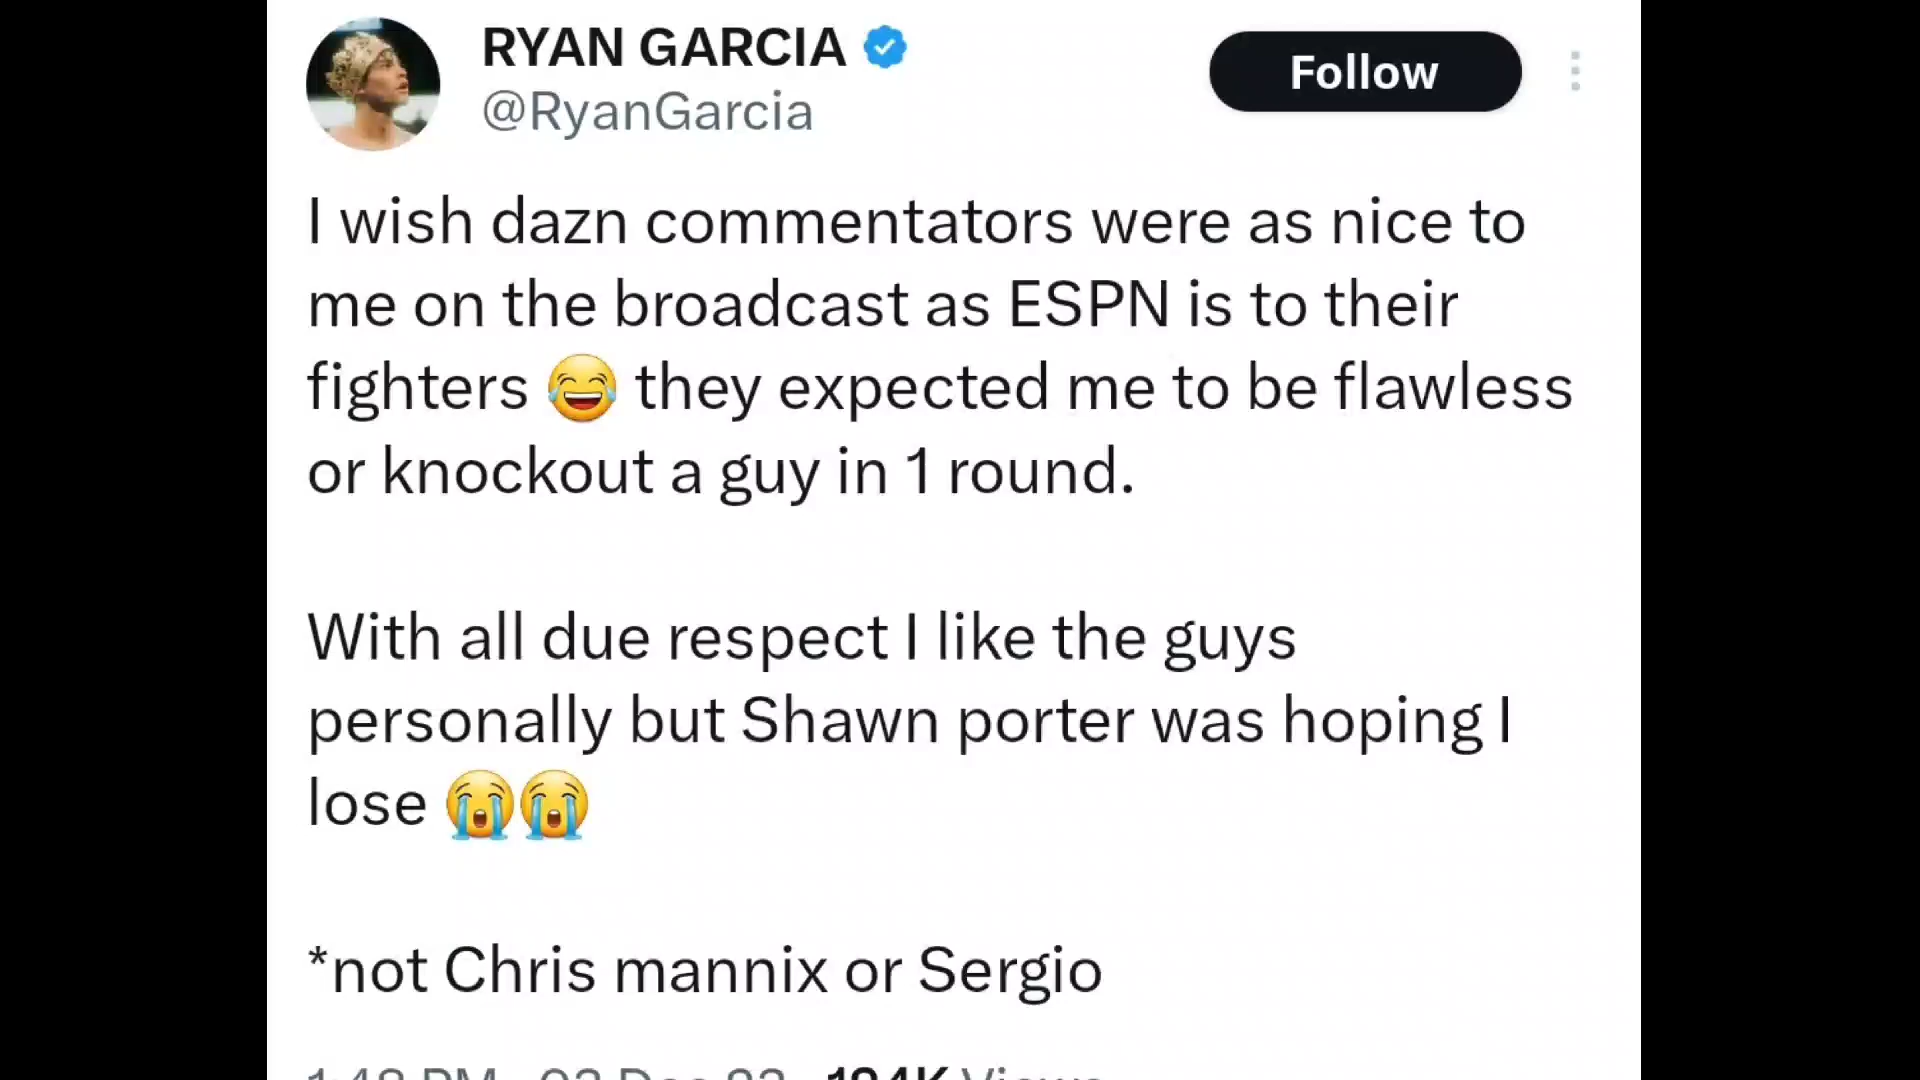 RYAN GARCIA
@RyanGarcia
Follow
I wish dazn commentators were as nice to
me on the broadcast as ESPN is to their
fighters 😂 they expected me to be flawless
or knockout a guy in 1 round.
With all due respect I like the guys
personally but Shawn porter was hoping I
lose 😭😭
*not Chris mannix or Sergio